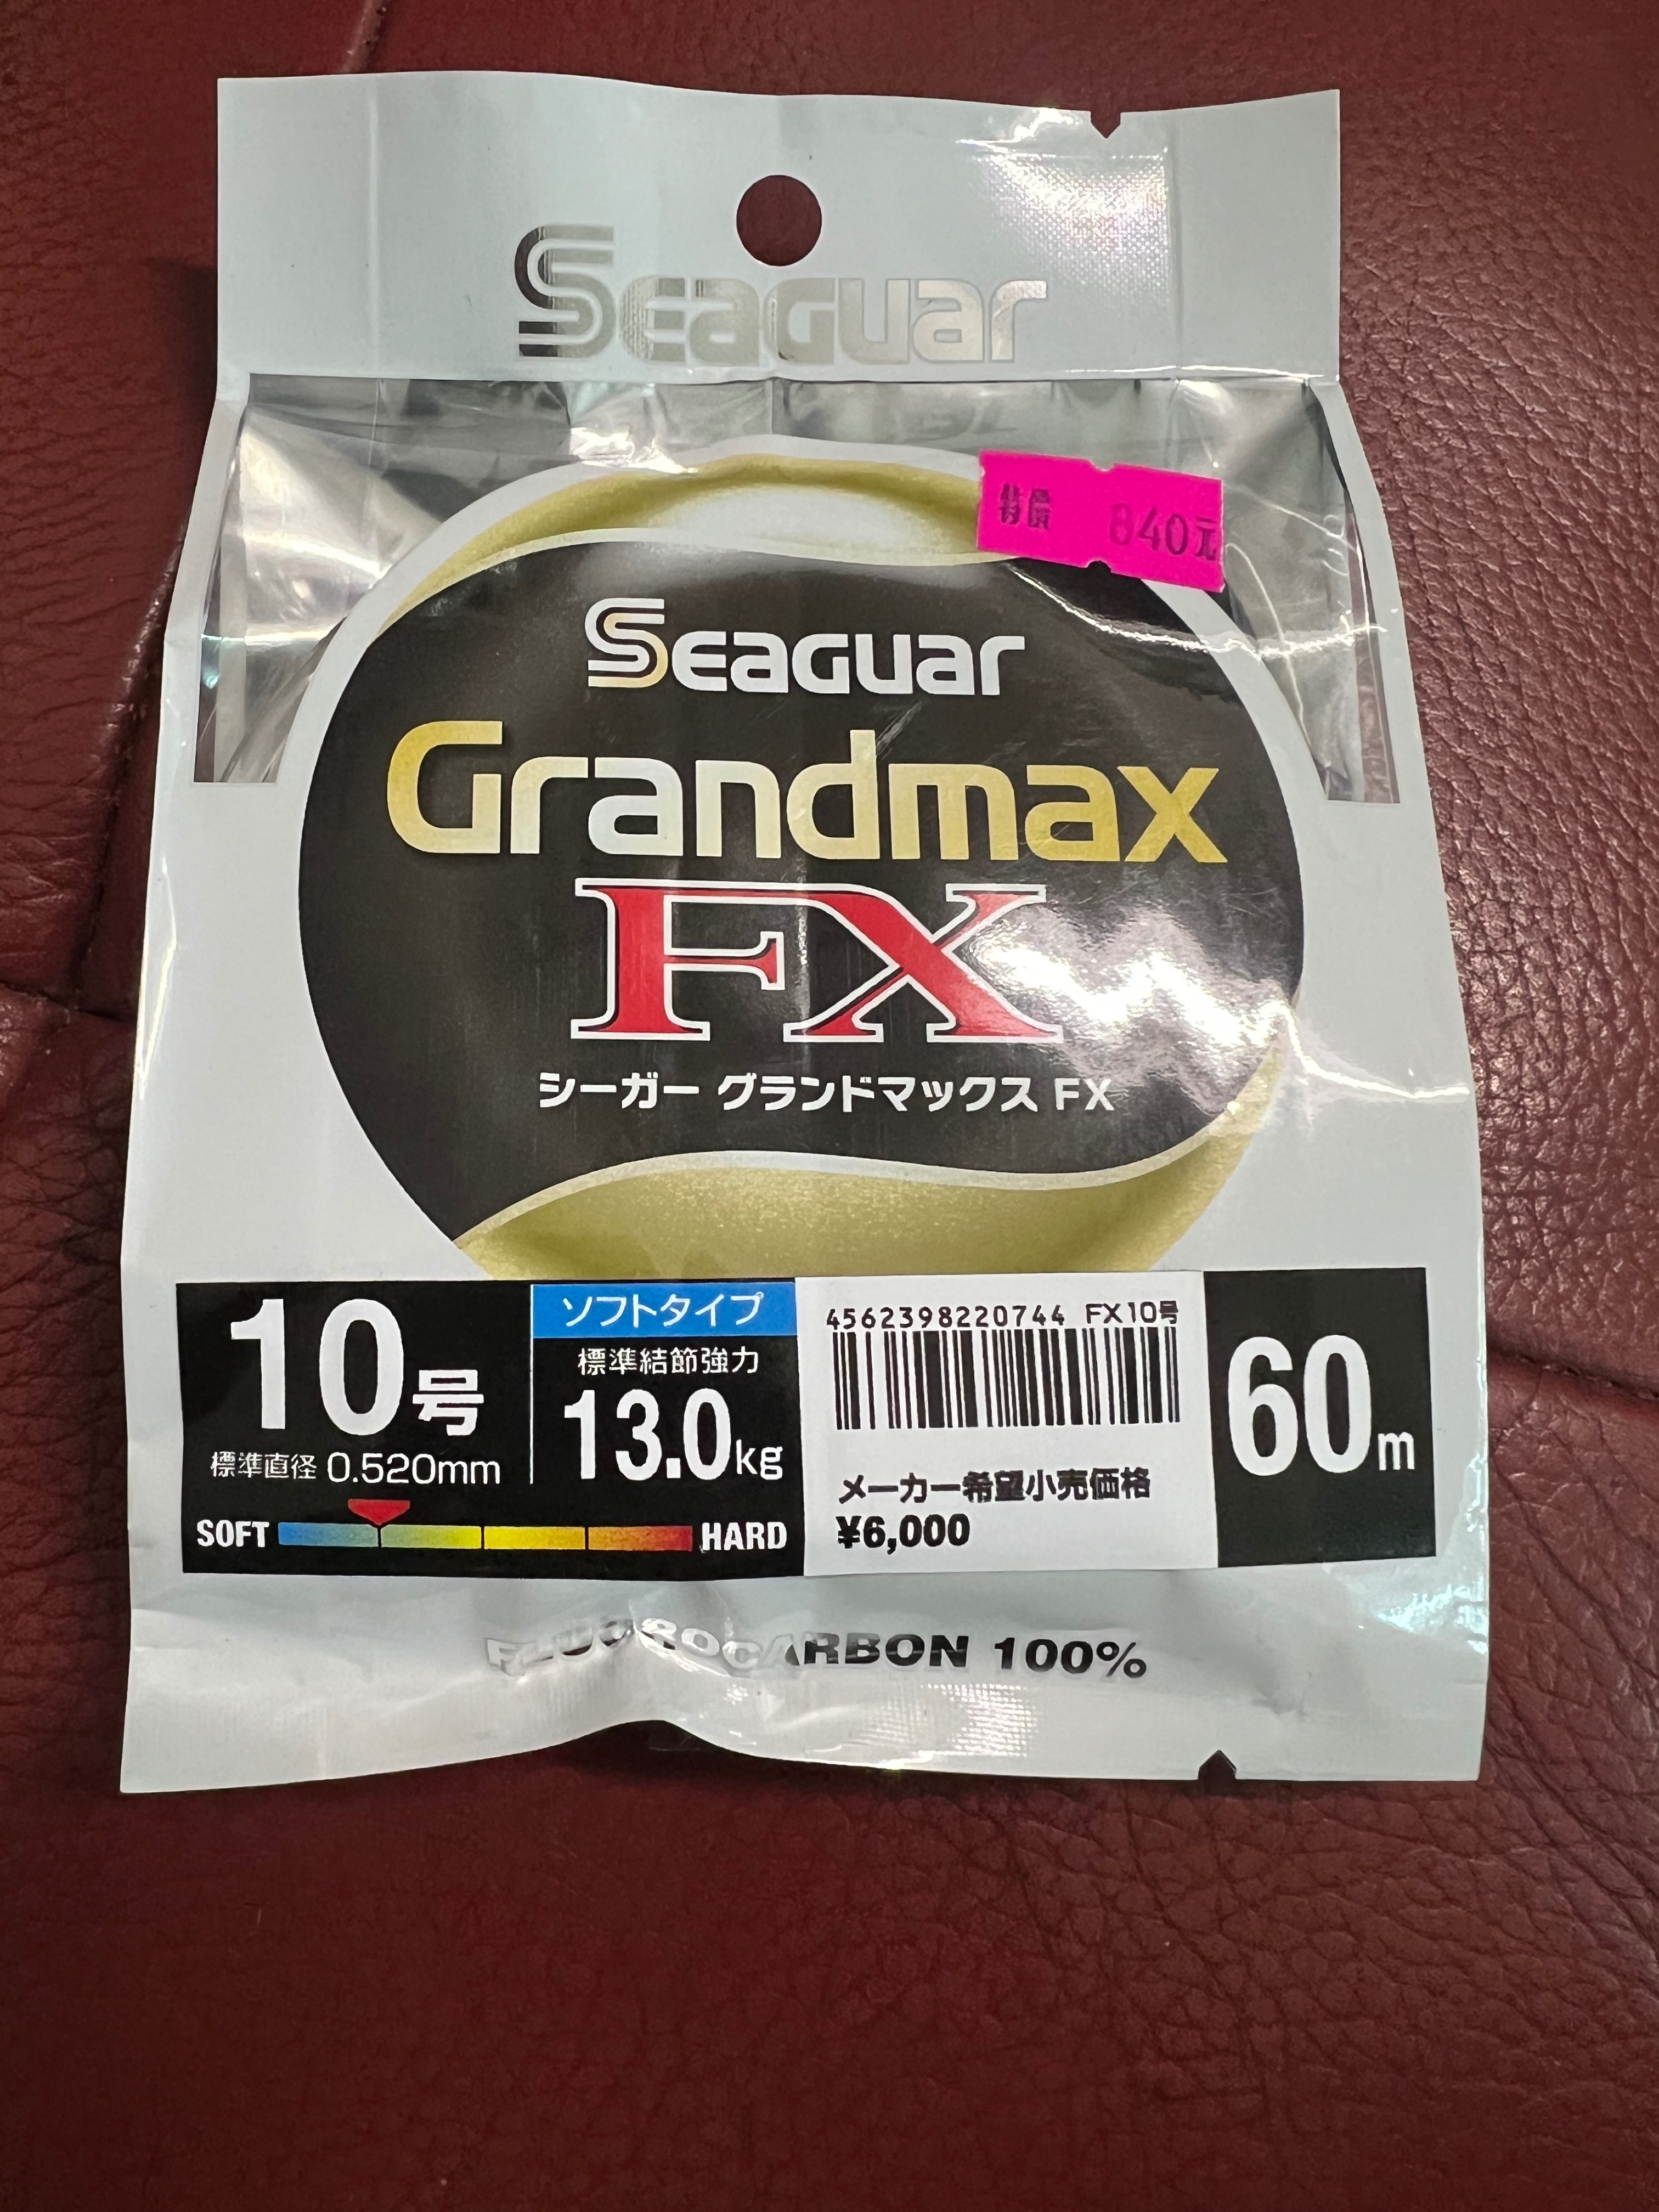 Seaguar
特價 840元
Seaguar
Grandmax
FX
シーガー グランドマックス FX
10号
標準直径 0.520mm
SOFT HARD
ソフトタイプ
標準結節強力
13.0kg
4562398220744 FX10号
メーカー希望小売価格
¥6,000
60m
FLUOROCARBON 100%